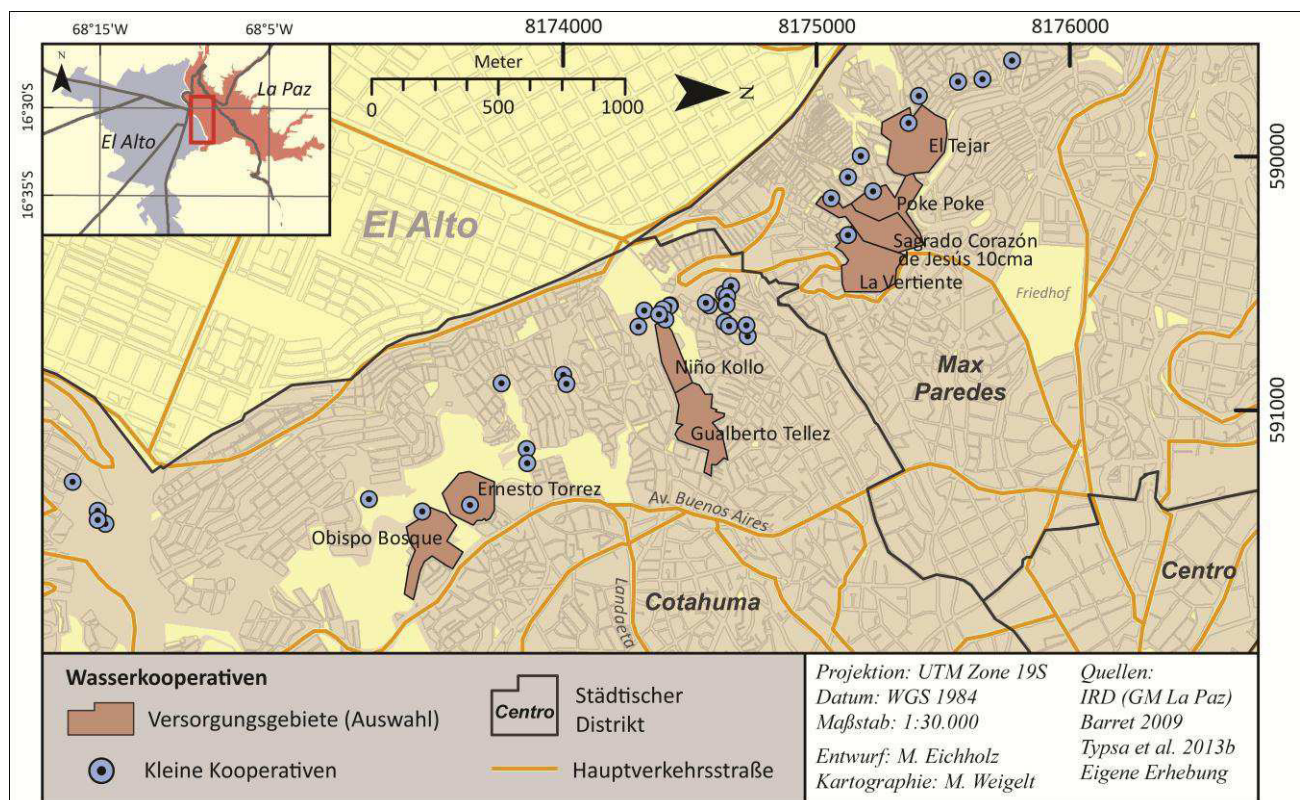 68°15'W
68°5'W
8174000
8175000
8176000
N
La Paz
16°30'S
El Alto
16°35'S
Meter
0
500
1000
N
El Tejar
590000
Poke Poke
El Alto
Sagrado Corazón
de Jesús 10cma
La Vertiente
Friedhof
Niño Kollo
Max
Paredes
591000
Gualberto Tellez
Ernesto Torrez
Av. Buenos Aires
Obispo Bosque
Landaeta
Cotahuma
Centro
Wasserkooperativen
Versorgungsgebiete (Auswahl)
Kleine Kooperativen
Centro
Städtischer
Distrikt
Hauptverkehrsstraße
Projektion: UTM Zone 19S
Datum: WGS 1984
Maßstab: 1:30.000
Entwurf: M. Eichholz
Kartographie: M. Weigelt
Quellen:
IRD (GM La Paz)
Barret 2009
Typsa et al. 2013b
Eigene Erhebung